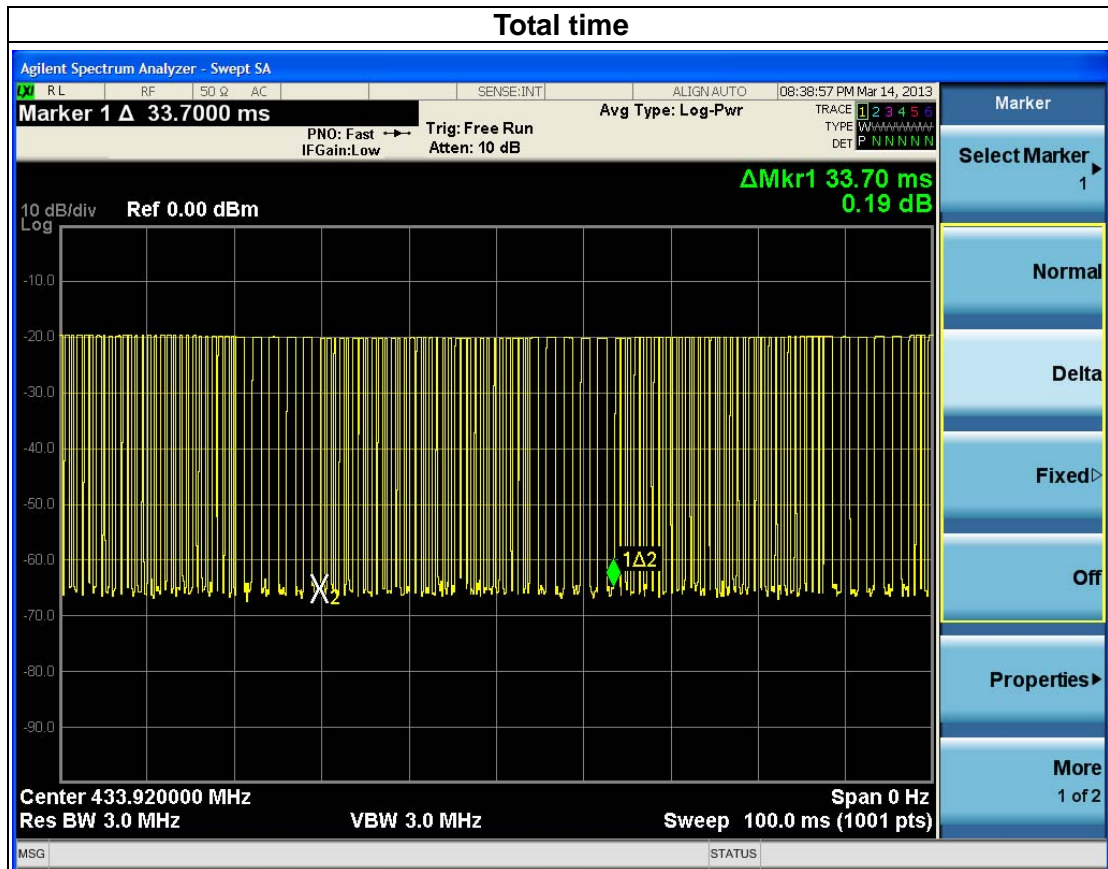 Total time
Agilent Spectrum Analyzer - Swept SA
LXI RL RF 50 Ω AC SENSE:INT ALIGN AUTO 08:38:57 PM Mar 14, 2013
Marker 1 Δ 33.7000 ms
PNO: Fast
IFGain:Low
Trig: Free Run
Atten: 10 dB
Avg Type: Log-Pwr
TRACE 1 2 3 4 5 6
TYPE WWWWWWW
DET P N N N N N
ΔMkr1 33.70 ms
0.19 dB
10 dB/div Ref 0.00 dBm
Log
-10.0
-20.0
-30.0
-40.0
-50.0
-60.0
-70.0
-80.0
-90.0
X2
1Δ2
Center 433.920000 MHz Span 0 Hz
Res BW 3.0 MHz VBW 3.0 MHz Sweep 100.0 ms (1001 pts)
MSG STATUS
Marker
Select Marker
1
Normal
Delta
Fixed
Off
Properties
More
1 of 2